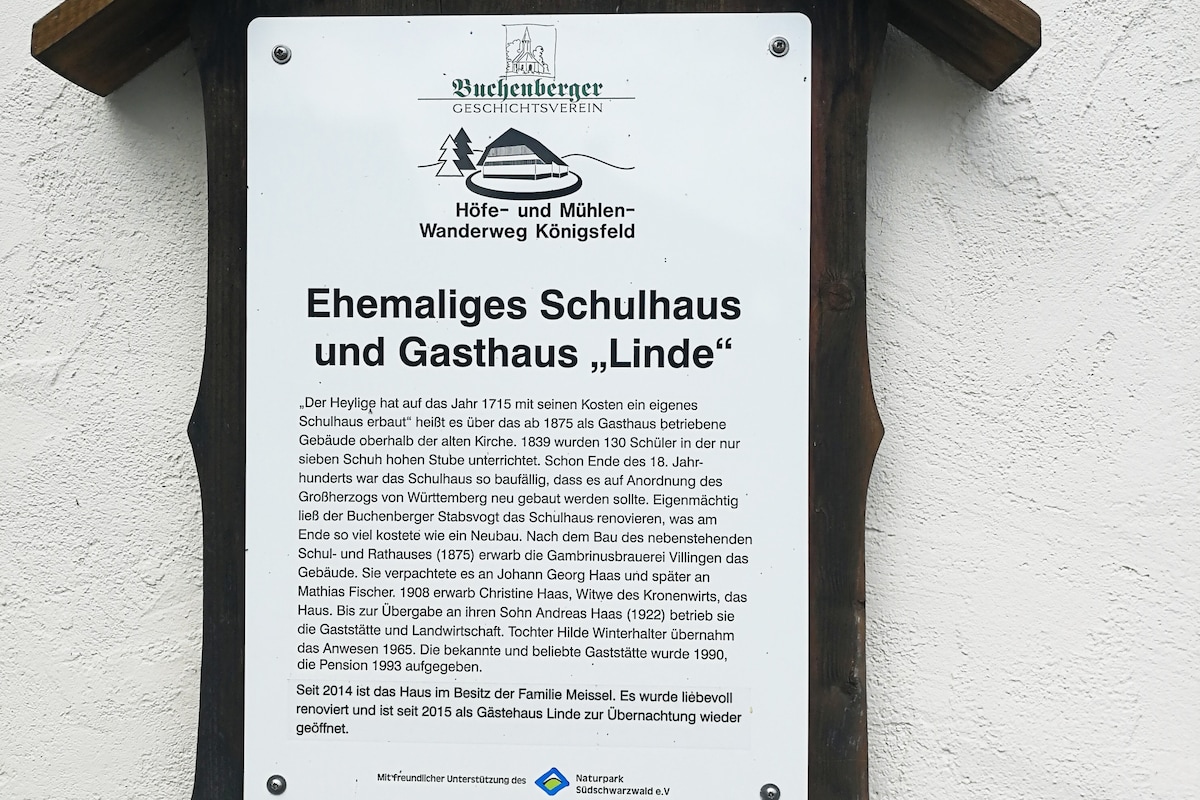 Buchenberger
GESCHICHTSVEREIN
Höfe- und Mühlen-
Wanderweg Königsfeld
Ehemaliges Schulhaus
und Gasthaus „Linde“
„Der Heylige hat auf das Jahr 1715 mit seinen Kosten ein eigenes
Schulhaus erbaut“ heißt es über das ab 1875 als Gasthaus betriebene
Gebäude oberhalb der alten Kirche. 1839 wurden 130 Schüler in der nur
sieben Schuh hohen Stube unterrichtet. Schon Ende des 18. Jahr-
hunderts war das Schulhaus so baufällig, dass es auf Anordnung des
Großherzogs von Württemberg neu gebaut werden sollte. Eigenmächtig
ließ der Buchenberger Stabsvogt das Schulhaus renovieren, was am
Ende so viel kostete wie ein Neubau. Nach dem Bau des nebenstehenden
Schul- und Rathauses (1875) erwarb die Gambrinusbrauerei Villingen das
Gebäude. Sie verpachtete es an Johann Georg Haas und später an
Mathias Fischer. 1908 erwarb Christine Haas, Witwe des Kronenwirts, das
Haus. Bis zur Übergabe an ihren Sohn Andreas Haas (1922) betrieb sie
die Gaststätte und Landwirtschaft. Tochter Hilde Winterhalter übernahm
das Anwesen 1965. Die bekannte und beliebte Gaststätte wurde 1990,
die Pension 1993 aufgegeben.
Seit 2014 ist das Haus im Besitz der Familie Meissel. Es wurde liebevoll
renoviert und ist seit 2015 als Gästehaus Linde zur Übernachtung wieder
geöffnet.
Mit freundlicher Unterstützung des
Naturpark
Südschwarzwald e.V